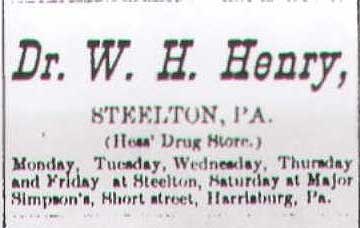 Dr. W. H. Henry,
STEELTON, PA.
(Hess' Drug Store.)
Monday, Tuesday, Wednesday, Thursday
and Friday at Steelton, Saturday at Major
Simpson's, Short street, Harrisburg, Pa.